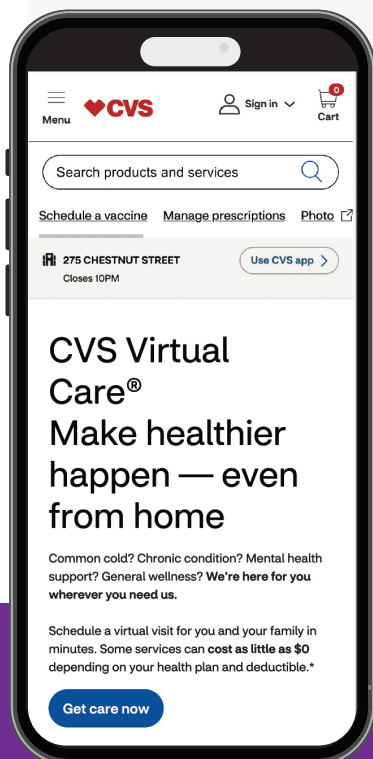 Menu
CVS
Sign in
0
Cart
Search products and services
Schedule a vaccine Manage prescriptions Photo
275 CHESTNUT STREET
Closes 10PM
Use CVS app
CVS Virtual
Care®
Make healthier
happen — even
from home
Common cold? Chronic condition? Mental health
support? General wellness? We're here for you
wherever you need us.
Schedule a virtual visit for you and your family in
minutes. Some services can cost as little as $0
depending on your health plan and deductible.*
Get care now